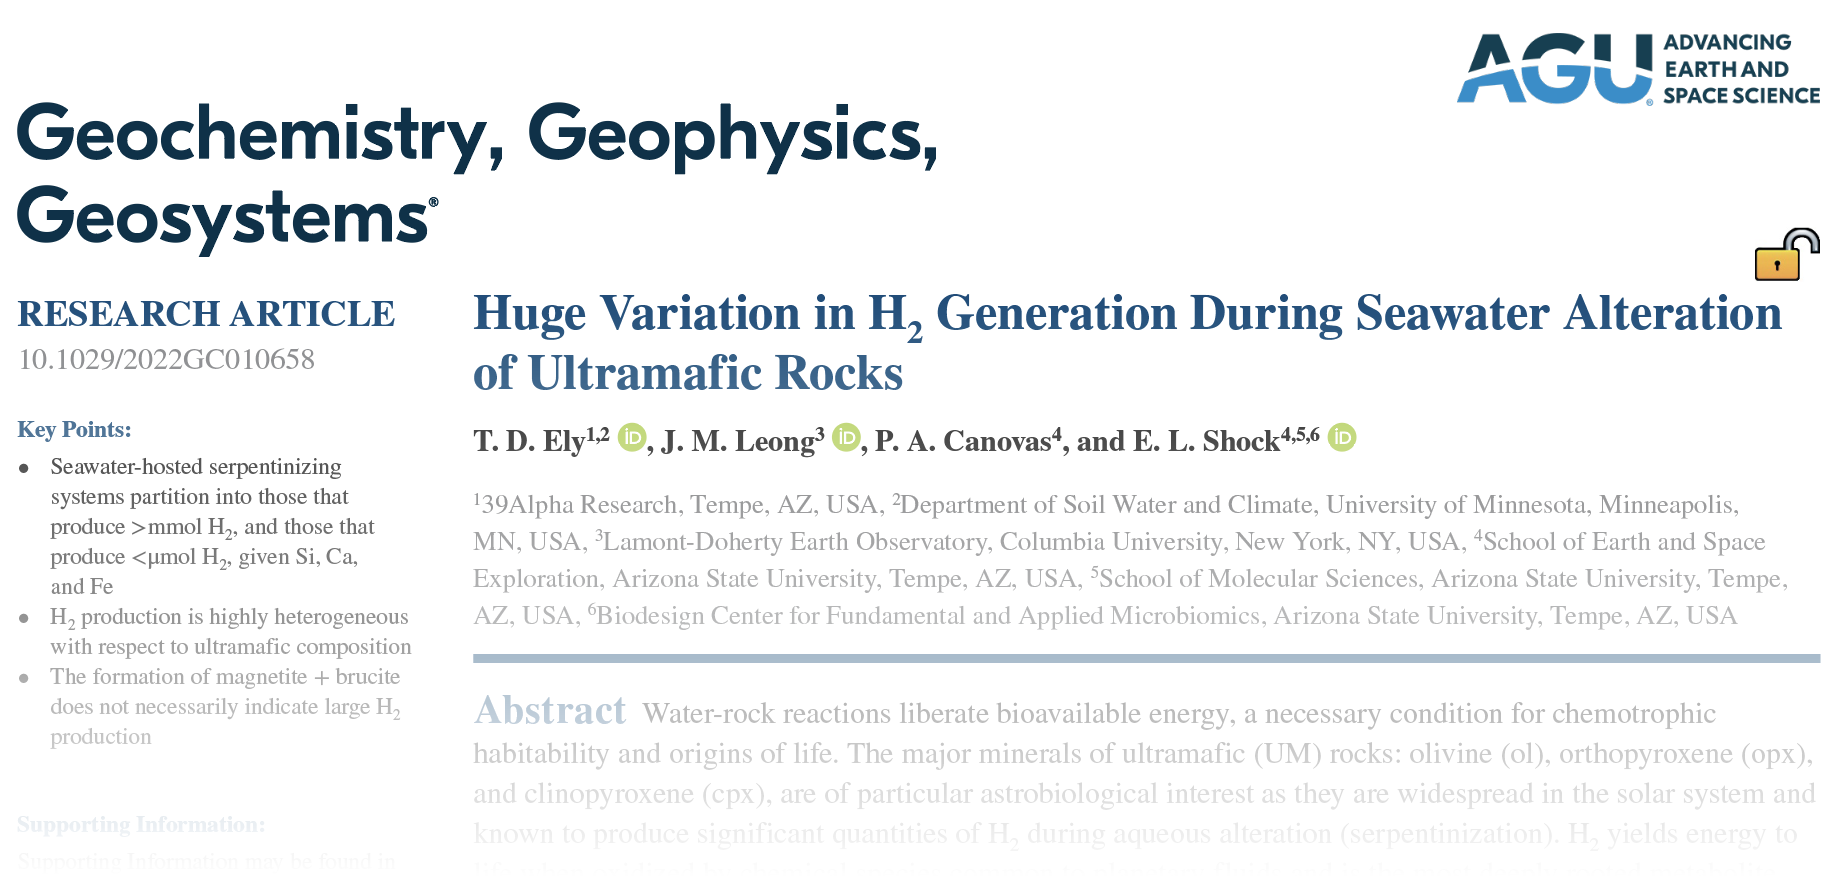 AGU
ADVANCING
EARTH AND
SPACE SCIENCE
Geochemistry, Geophysics,
Geosystems®
RESEARCH ARTICLE
10.1029/2022GC010658
Key Points:
• Seawater-hosted serpentinizing
systems partition into those that
produce >mmol H₂, and those that
produce <μmol H₂, given Si, Ca,
and Fe
• H₂ production is highly heterogeneous
with respect to ultramafic composition
• The formation of magnetite + brucite
does not necessarily indicate large H₂
production
Supporting Information:
Supporting Information may be found in
Huge Variation in H₂ Generation During Seawater Alteration
of Ultramafic Rocks
T. D. Ely¹,² iD, J. M. Leong³ iD, P. A. Canovas⁴, and E. L. Shock⁴,⁵,⁶ iD
¹39Alpha Research, Tempe, AZ, USA, ²Department of Soil Water and Climate, University of Minnesota, Minneapolis,
MN, USA, ³Lamont-Doherty Earth Observatory, Columbia University, New York, NY, USA, ⁴School of Earth and Space
Exploration, Arizona State University, Tempe, AZ, USA, ⁵School of Molecular Sciences, Arizona State University, Tempe,
AZ, USA, ⁶Biodesign Center for Fundamental and Applied Microbiomics, Arizona State University, Tempe, AZ, USA
Abstract Water-rock reactions liberate bioavailable energy, a necessary condition for chemotrophic
habitability and origins of life. The major minerals of ultramafic (UM) rocks: olivine (ol), orthopyroxene (opx),
and clinopyroxene (cpx), are of particular astrobiological interest as they are widespread in the solar system and
known to produce significant quantities of H₂ during aqueous alteration (serpentinization). H₂ yields energy to